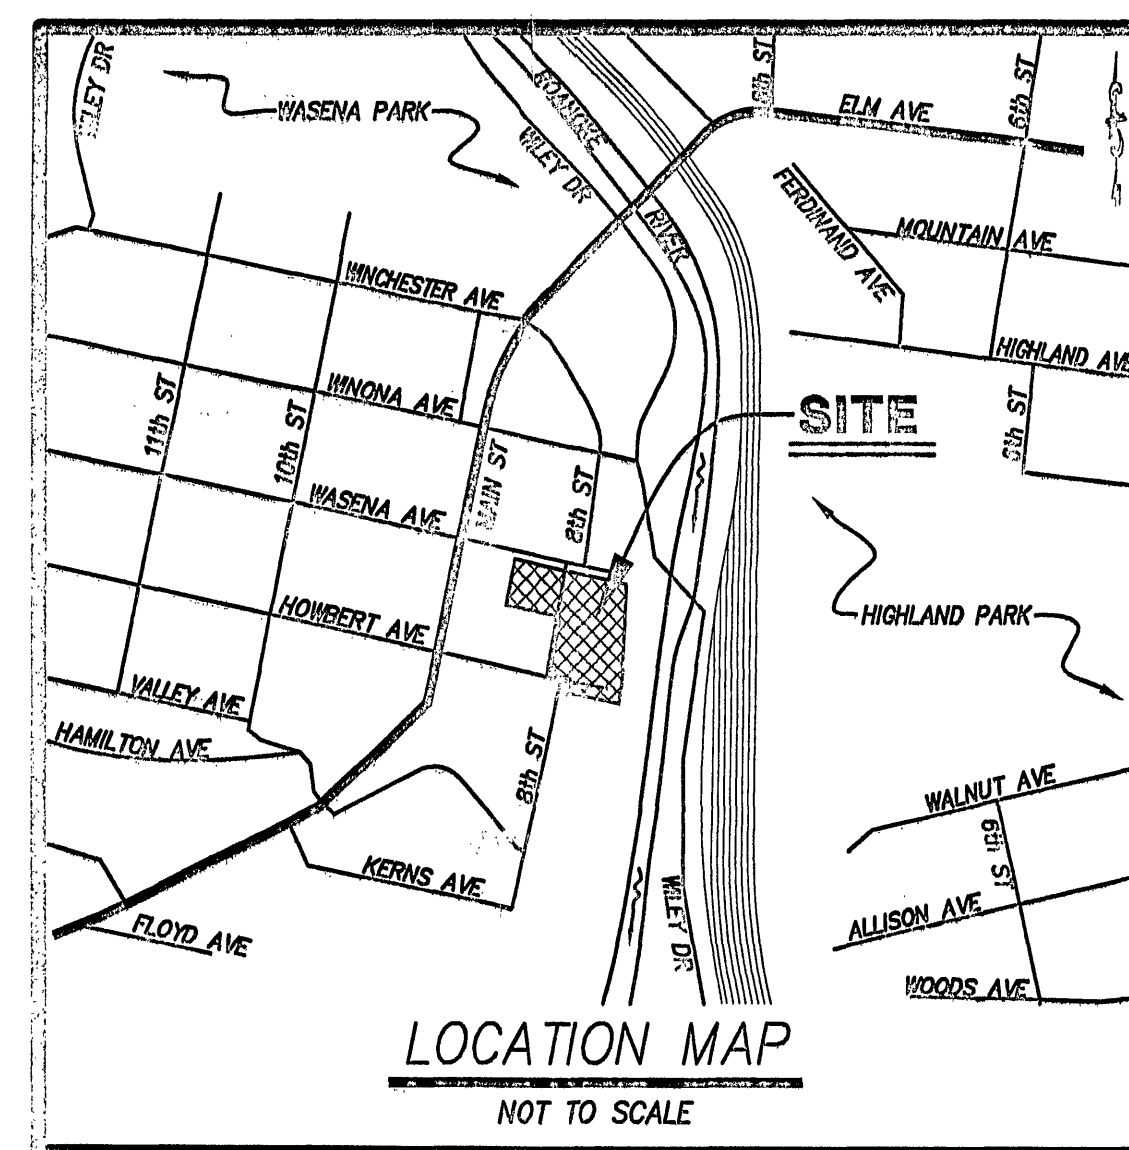 WILEY DR
WASENA PARK
ROANOKE
WILEY DR
RIVER
6th ST
ELM AVE
6th ST
FERDINAND AVE
MOUNTAIN AVE
WINCHESTER AVE
HIGHLAND AVE
WINONA AVE
SITE
11th ST
10th ST
MAIN ST
8th ST
6th ST
WASENA AVE
HOWBERT AVE
HIGHLAND PARK
VALLEY AVE
HAMILTON AVE
8th ST
WALNUT AVE
6th ST
KERNS AVE
WILEY DR
ALLISON AVE
FLOYD AVE
WOODS AVE
LOCATION MAP
NOT TO SCALE